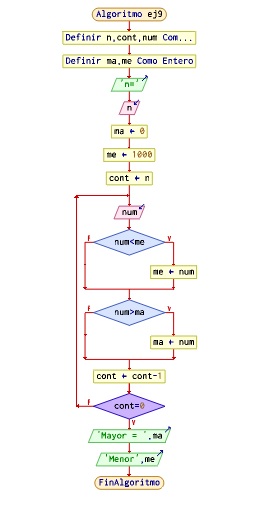 Algoritmo ej9
Definir n,cont,num Com...
Definir ma,me Como Entero
'n='
n
ma ← 0
me ← 1000
cont ← n
num
num<me
F
V
me ← num
num>ma
F
V
ma ← num
cont ← cont-1
F
cont=0
V
'Mayor = ',ma
'Menor',me
FinAlgoritmo